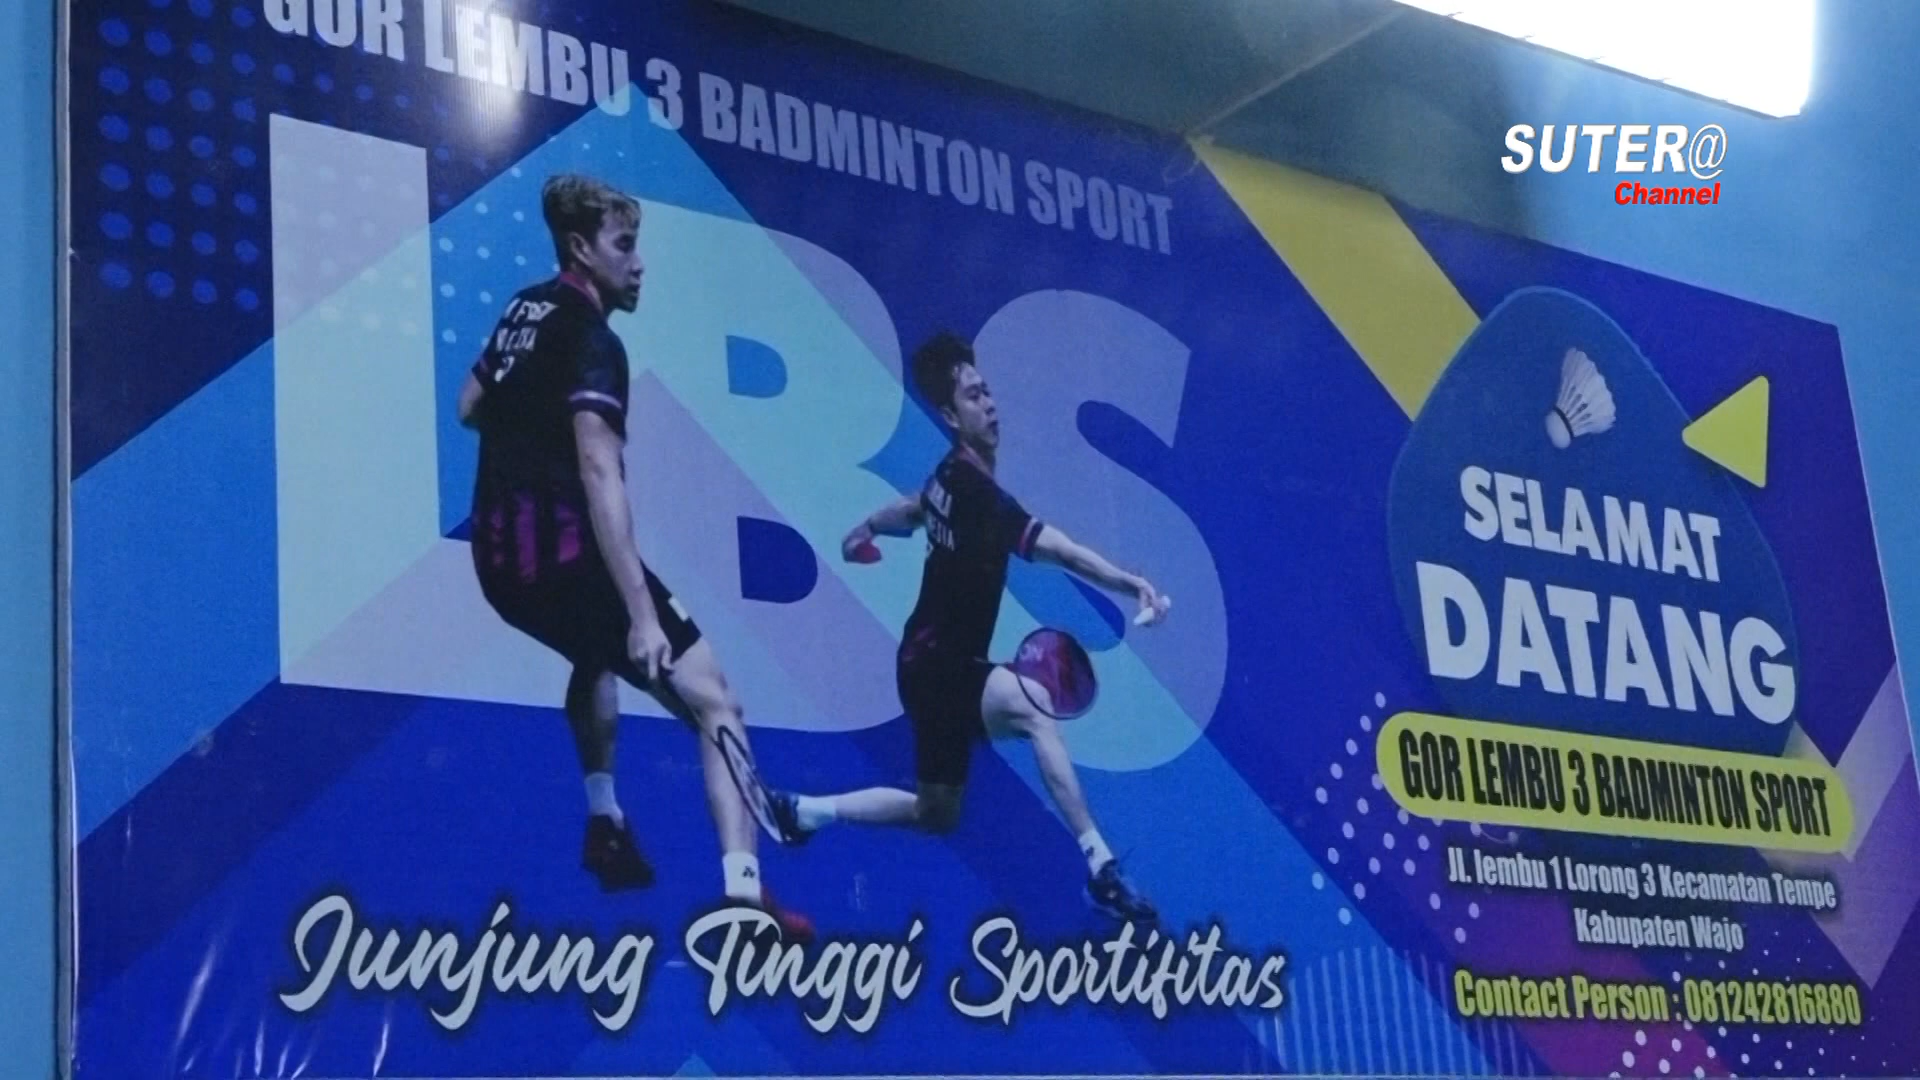 GOR LEMBU 3 BADMINTON SPORT
SUTER@
Channel
LBS
SELAMAT
DATANG
GOR LEMBU 3 BADMINTON SPORT
Jl. lembu 1 Lorong 3 Kecamatan Tempe
Kabupaten Wajo
Contact Person : 081242816880
Junjung Tinggi Sportifitas